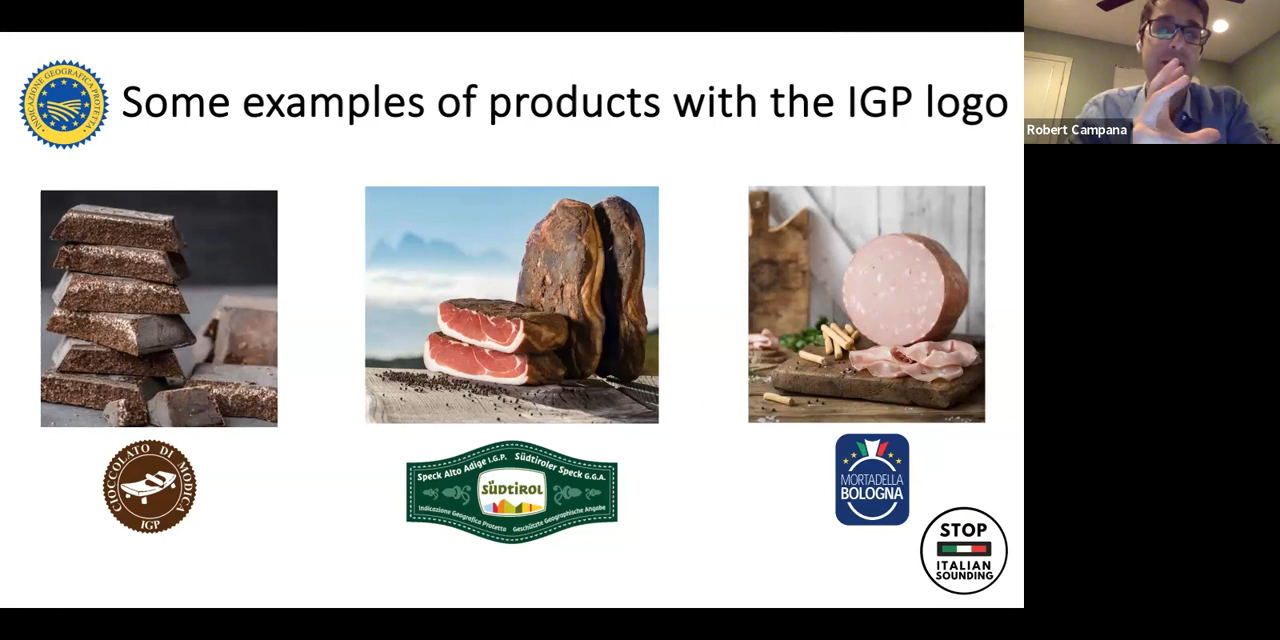 INDICAZIONE GEOGRAFICA PROTETTA
Some examples of products with the IGP logo
Robert Campana
CIOCCOLATO DI MODICA
IGP
Speck Alto Adige I.G.P. Südtiroler Speck G.G.A.
SÜDTIROL
Indicazione Geografica Protetta Geschützte Geographische Angabe
MORTADELLA
BOLOGNA
STOP
ITALIAN
SOUNDING